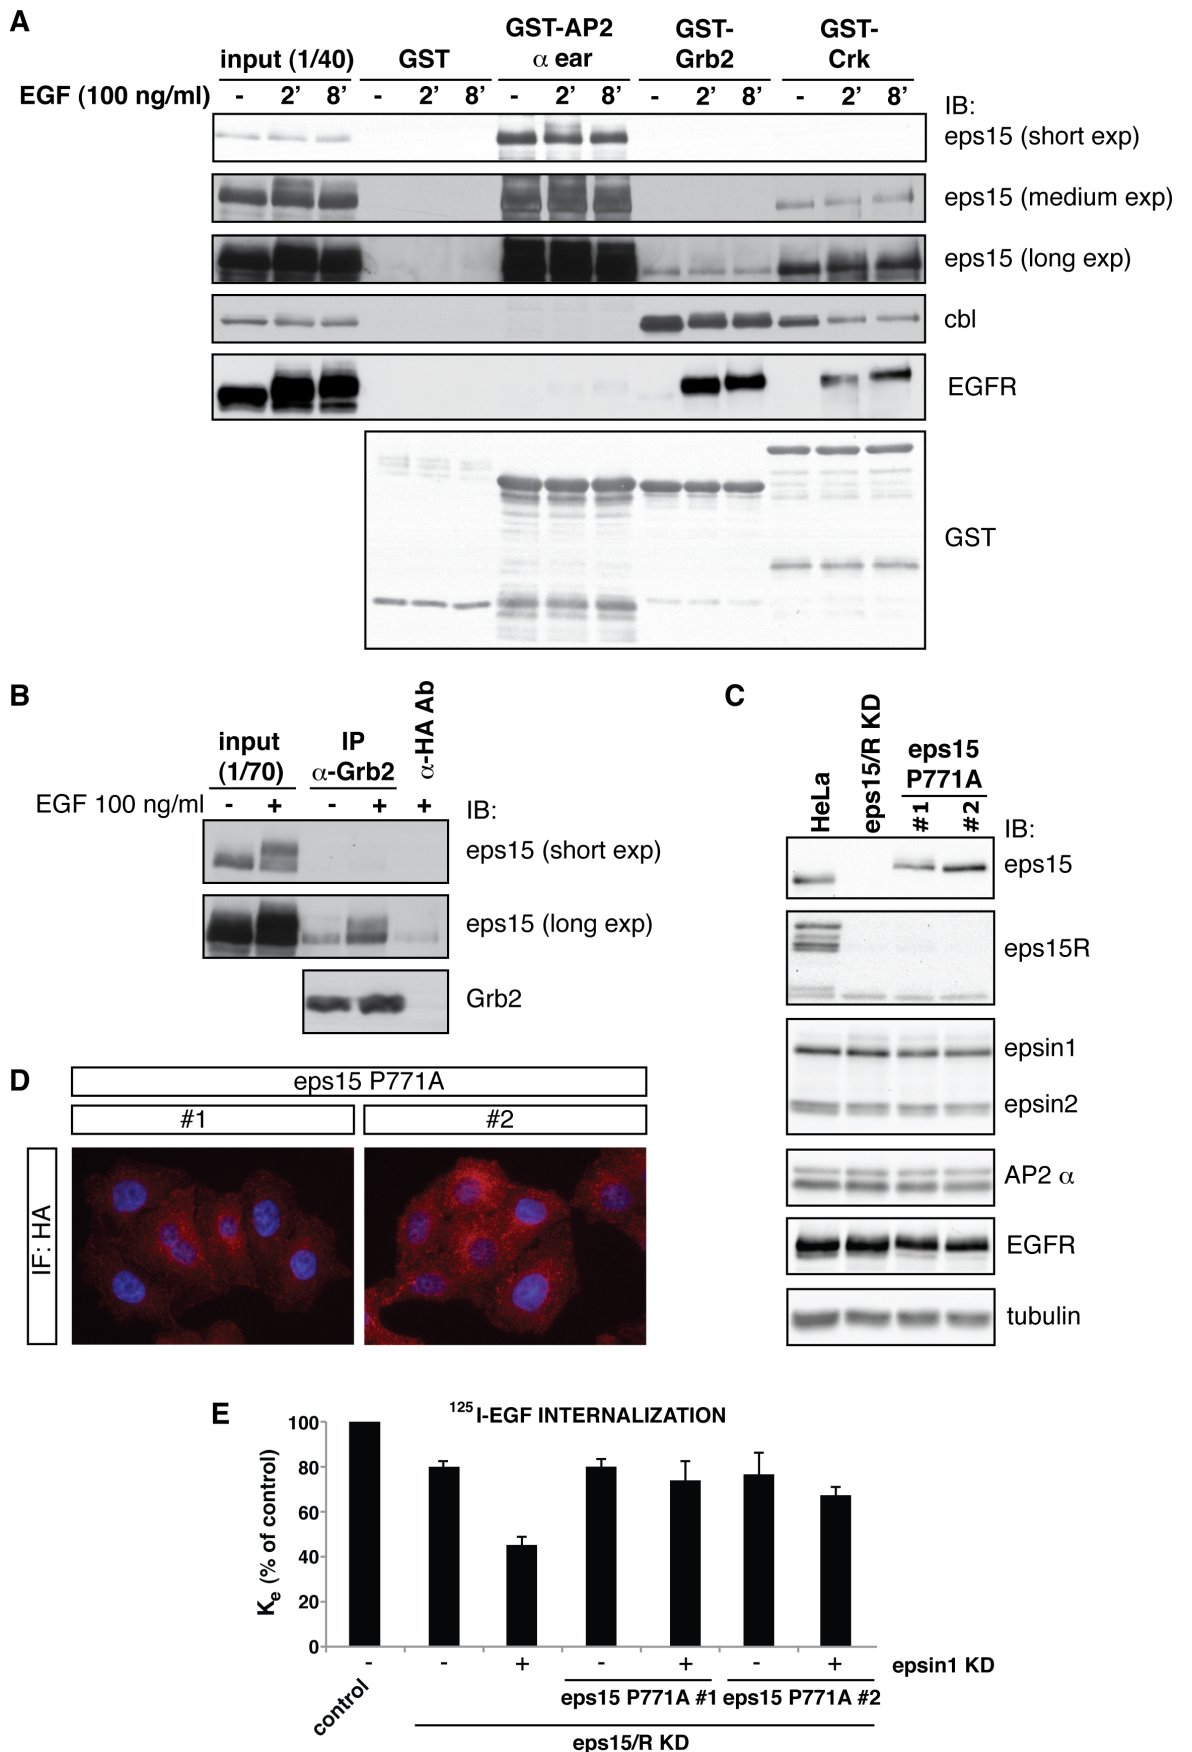 A
input (1/40) GST GST-AP2 α ear GST-Grb2 GST-Crk
EGF (100 ng/ml) - 2’ 8’ - 2’ 8’ - 2’ 8’ - 2’ 8’ - 2’ 8’
IB:
eps15 (short exp)
eps15 (medium exp)
eps15 (long exp)
cbl
EGFR
GST
B
input (1/70) IP α-Grb2 α-HA Ab
EGF 100 ng/ml - + - + + IB:
eps15 (short exp)
eps15 (long exp)
Grb2
C
HeLa eps15/R KD eps15 P771A
#1 #2
IB:
eps15
eps15R
epsin1
epsin2
AP2 α
EGFR
tubulin
D
eps15 P771A
#1 #2
IF: HA
E
125I-EGF INTERNALIZATION
Ke (% of control)
100
80
60
40
20
0
- - + - + - + epsin1 KD
control eps15 P771A #1 eps15 P771A #2
eps15/R KD